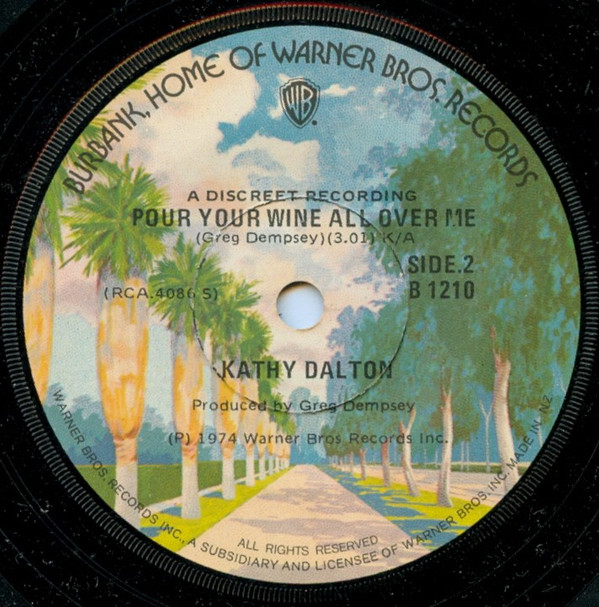 BURBANK, HOME OF WARNER BROS. RECORDS
WB
A DISCREET RECORDING
POUR YOUR WINE ALL OVER ME
(Greg Dempsey)(3.01) K/A
SIDE.2
(RCA.4086 S)
B 1210
KATHY DALTON
Produced by Greg Dempsey
(P) 1974 Warner Bros Records Inc.
ALL RIGHTS RESERVED
WARNER BROS. RECORDS INC., A SUBSIDIARY AND LICENSEE OF WARNER BROS. INC. MADE IN N.Z